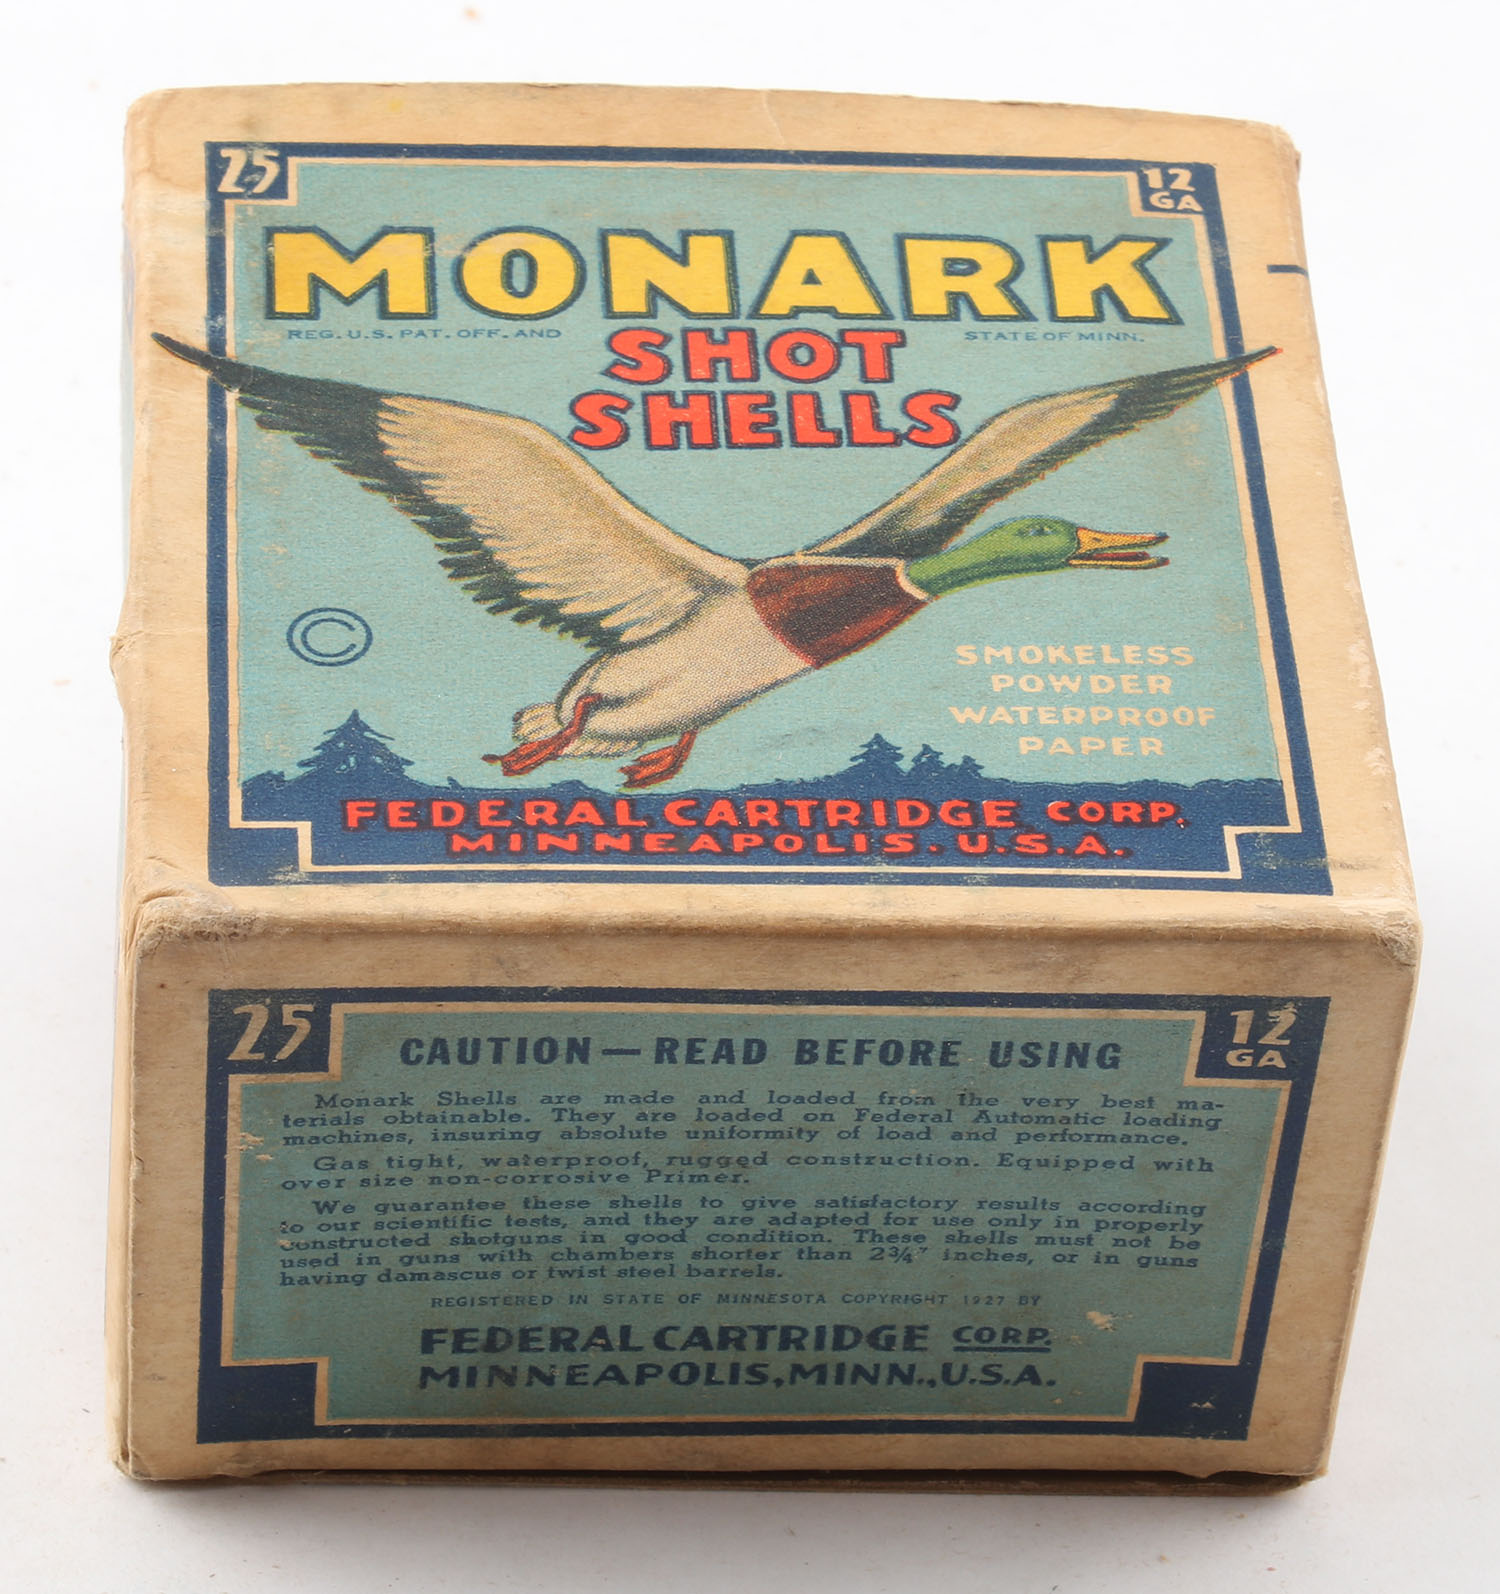 25
12
GA
MONARK
REG. U.S. PAT. OFF. AND
STATE OF MINN.
SHOT
SHELLS
©
SMOKELESS
POWDER
WATERPROOF
PAPER
FEDERAL CARTRIDGE CORP.
MINNEAPOLIS. U.S.A.
25
12
GA
CAUTION — READ BEFORE USING
Monark Shells are made and loaded from the very best ma-
terials obtainable. They are loaded on Federal Automatic loading
machines, insuring absolute uniformity of load and performance.
Gas tight, waterproof, rugged construction. Equipped with
over size non-corrosive Primer.
We guarantee these shells to give satisfactory results according
to our scientific tests, and they are adapted for use only in properly
constructed shotguns in good condition. These shells must not be
used in guns with chambers shorter than 2¾" inches, or in guns
having damascus or twist steel barrels.
REGISTERED IN STATE OF MINNESOTA COPYRIGHT 1927 BY
FEDERAL CARTRIDGE CORP.
MINNEAPOLIS, MINN., U.S.A.